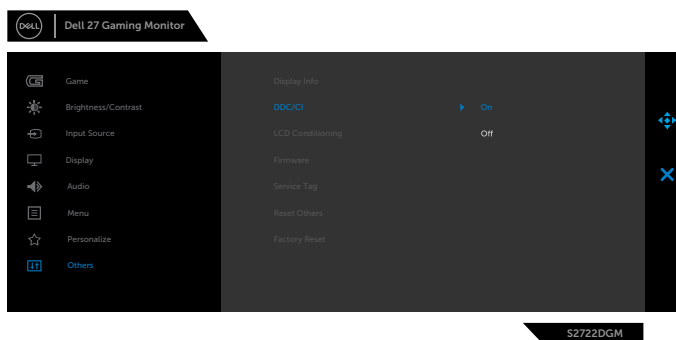 DELL Dell 27 Gaming Monitor
Game Display Info
Brightness/Contrast DDC/CI On
Input Source LCD Conditioning Off
Display Firmware
Audio Service Tag
Menu Reset Others
Personalize Factory Reset
Others
S2722DGM